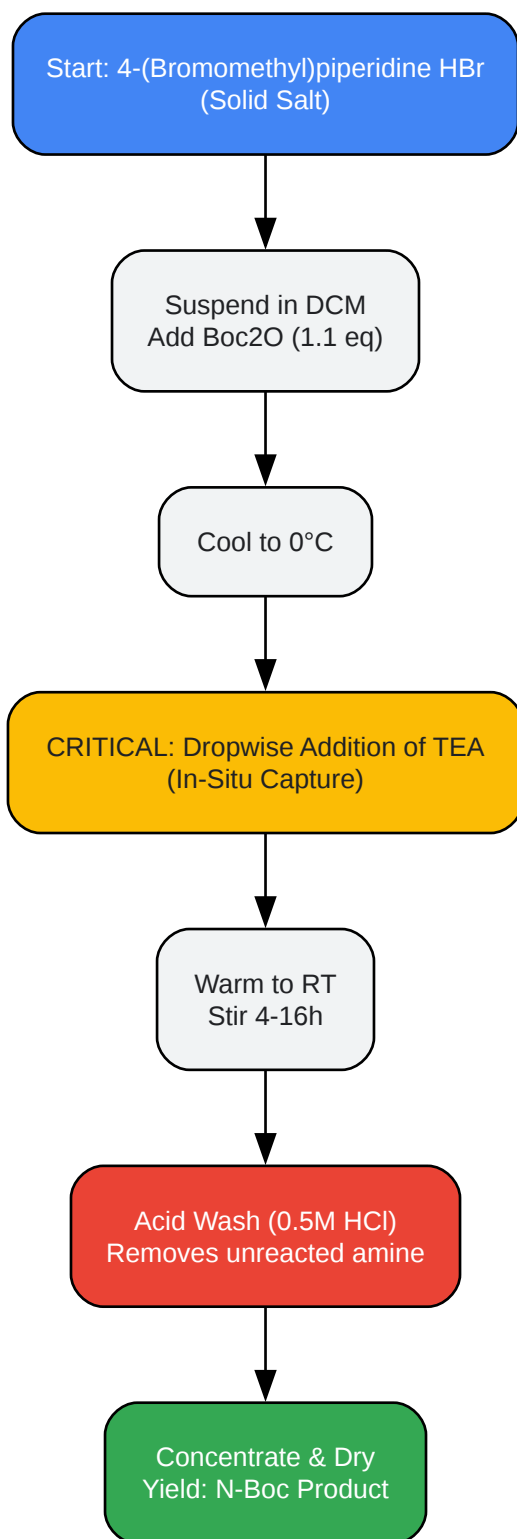 Start: 4-(Bromomethyl)piperidine HBr
(Solid Salt)
Suspend in DCM
Add Boc2O (1.1 eq)
Cool to 0°C
CRITICAL: Dropwise Addition of TEA
(In-Situ Capture)
Warm to RT
Stir 4-16h
Acid Wash (0.5M HCl)
Removes unreacted amine
Concentrate & Dry
Yield: N-Boc Product